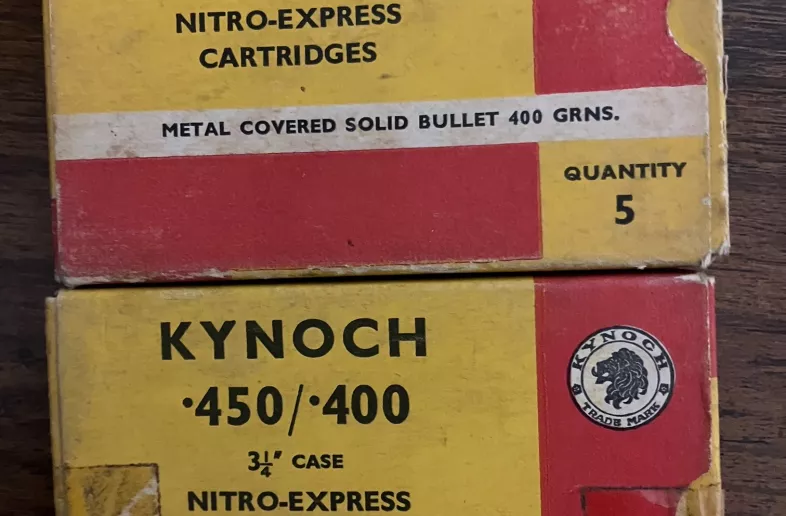 NITRO-EXPRESS
CARTRIDGES
METAL COVERED SOLID BULLET 400 GRNS.
QUANTITY
5
KYNOCH
·450/·400
3¼" CASE
NITRO-EXPRESS
KYNOCH
TRADE MARK